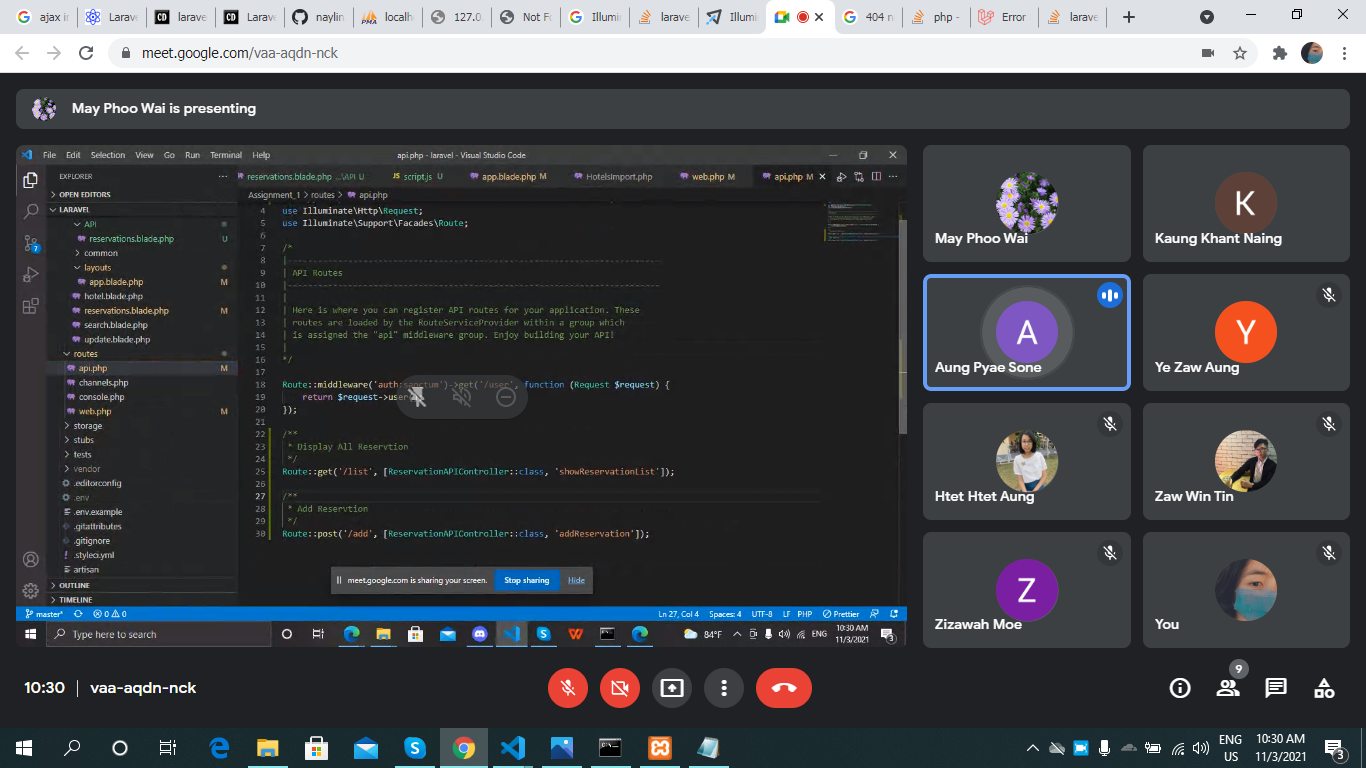 ajax in
Larave
larave
Larave
naylin
localh
127.0.
Not Fo
Illumin
larave
Illumin
404 n
php -
Error
larave
meet.google.com/vaa-aqdn-nck
May Phoo Wai is presenting
File Edit Selection View Go Run Terminal Help
api.php - laravel - Visual Studio Code
EXPLORER
reservations.blade.php ...\API U
script.js U
app.blade.php M
HotelsImport.php
web.php M
api.php M
OPEN EDITORS
Assignment_1 > routes > api.php
LARAVEL
API
reservations.blade.php U
common
layouts
app.blade.php M
hotel.blade.php
reservations.blade.php M
search.blade.php
update.blade.php
routes
api.php M
channels.php
console.php
web.php M
storage
stubs
tests
vendor
.editorconfig
.env
.env.example
.gitattributes
.gitignore
.styleci.yml
artisan
OUTLINE
TIMELINE
4 use Illuminate\Http\Request;
5 use Illuminate\Support\Facades\Route;
6
7 /*
8 |--------------------------------------------------------------------------
9 | API Routes
10 |--------------------------------------------------------------------------
11 |
12 | Here is where you can register API routes for your application. These
13 | routes are loaded by the RouteServiceProvider within a group which
14 | is assigned the "api" middleware group. Enjoy building your API!
15 |
16 */
17
18 Route::middleware('auth:sanctum')->get('/user', function (Request $request) {
19 return $request->user
20 });
21
22 /**
23 * Display All Reservtion
24 */
25 Route::get('/list', [ReservationAPIController::class, 'showReservationList']);
26
27 /**
28 * Add Reservtion
29 */
30 Route::post('/add', [ReservationAPIController::class, 'addReservation']);
meet.google.com is sharing your screen.
Stop sharing
Hide
master*
0 0
Ln 27, Col 4
Spaces: 4
UTF-8
LF
PHP
Prettier
Type here to search
84°F
ENG
10:30 AM
11/3/2021
3
May Phoo Wai
K
Kaung Khant Naing
A
Aung Pyae Sone
Y
Ye Zaw Aung
Htet Htet Aung
Zaw Win Tin
Z
Zizawah Moe
You
10:30
vaa-aqdn-nck
9
ENG
US
10:30 AM
11/3/2021
3